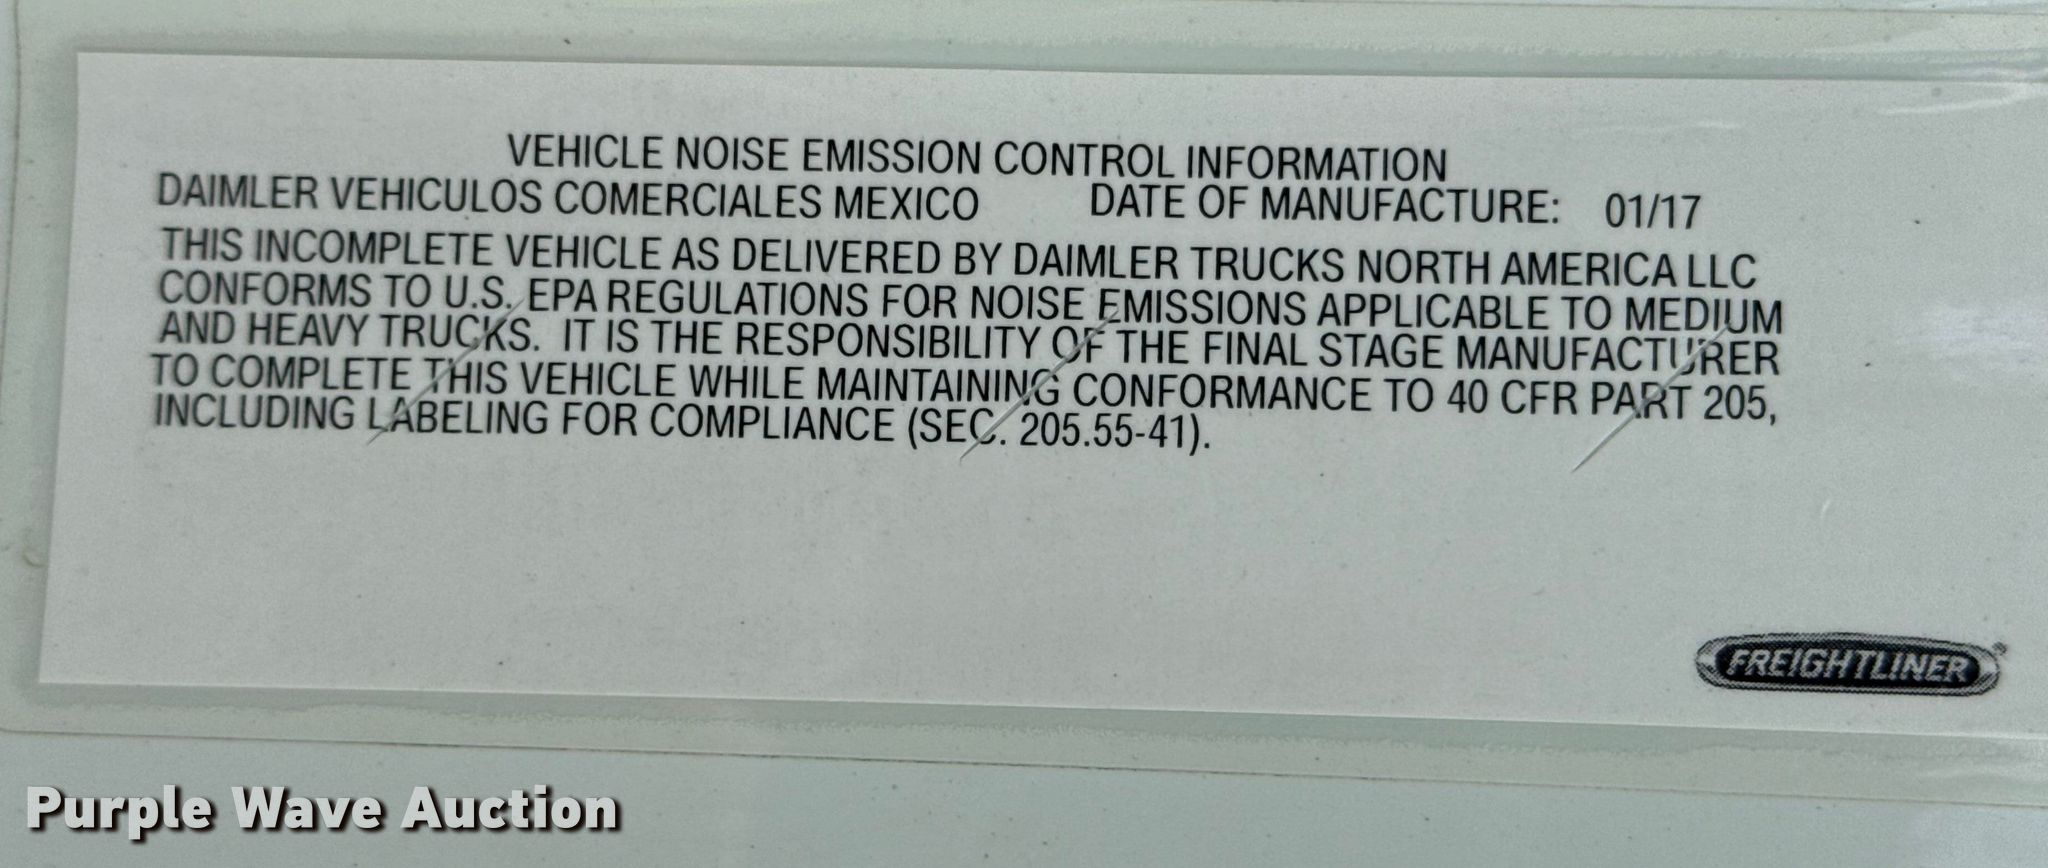 VEHICLE NOISE EMISSION CONTROL INFORMATION
DAIMLER VEHICULOS COMERCIALES MEXICO DATE OF MANUFACTURE: 01/17
THIS INCOMPLETE VEHICLE AS DELIVERED BY DAIMLER TRUCKS NORTH AMERICA LLC
CONFORMS TO U.S. EPA REGULATIONS FOR NOISE EMISSIONS APPLICABLE TO MEDIUM
AND HEAVY TRUCKS. IT IS THE RESPONSIBILITY OF THE FINAL STAGE MANUFACTURER
TO COMPLETE THIS VEHICLE WHILE MAINTAINING CONFORMANCE TO 40 CFR PART 205,
INCLUDING LABELING FOR COMPLIANCE (SEC. 205.55-41).
FREIGHTLINER®
Purple Wave Auction